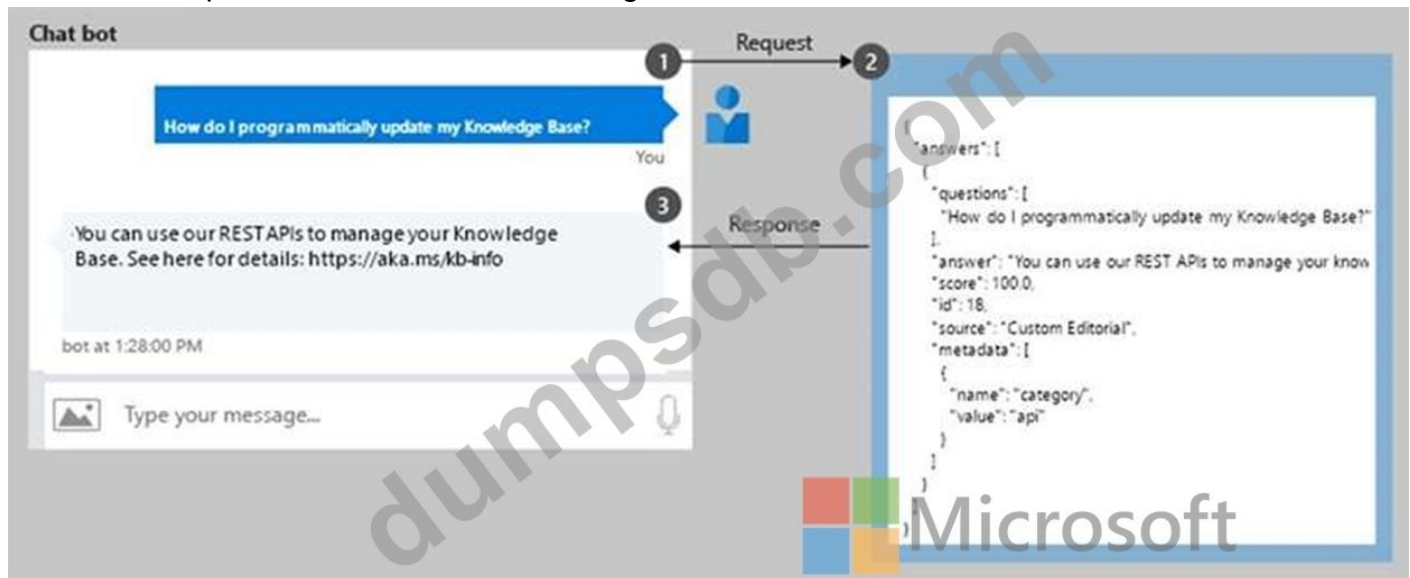 Chat bot
1
Request
2
How do I programmatically update my Knowledge Base?
You
3
Response
You can use our REST APIs to manage your Knowledge
Base. See here for details: https://aka.ms/kb-info
bot at 1:28:00 PM
Type your message...
{
"answers": [
{
"questions": [
"How do I programmatically update my Knowledge Base?"
],
"answer": "You can use our REST APIs to manage your know
"score": 100.0,
"id": 18,
"source": "Custom Editorial",
"metadata": [
{
"name": "category",
"value": "api"
}
]
}
]
}
Microsoft
dumpsdb.com